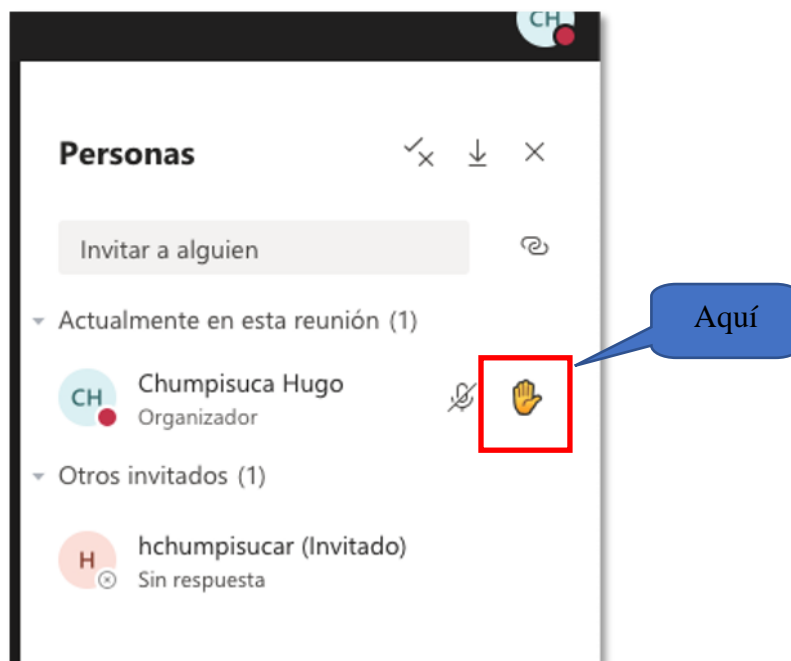 CH
Personas
Invitar a alguien
Actualmente en esta reunión (1)
CH
Chumpisuca Hugo
Organizador
Aquí
Otros invitados (1)
H
hchumpisucar (Invitado)
Sin respuesta